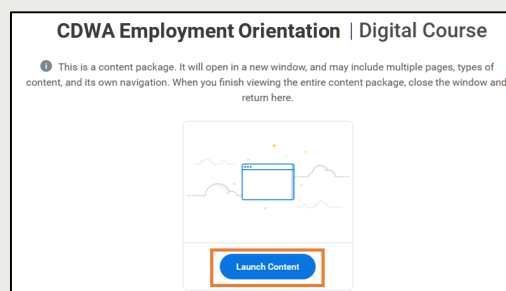 CDWA Employment Orientation | Digital Course
This is a content package. It will open in a new window, and may include multiple pages, types of
content, and its own navigation. When you finish viewing the entire content package, close the window and
return here.
Launch Content